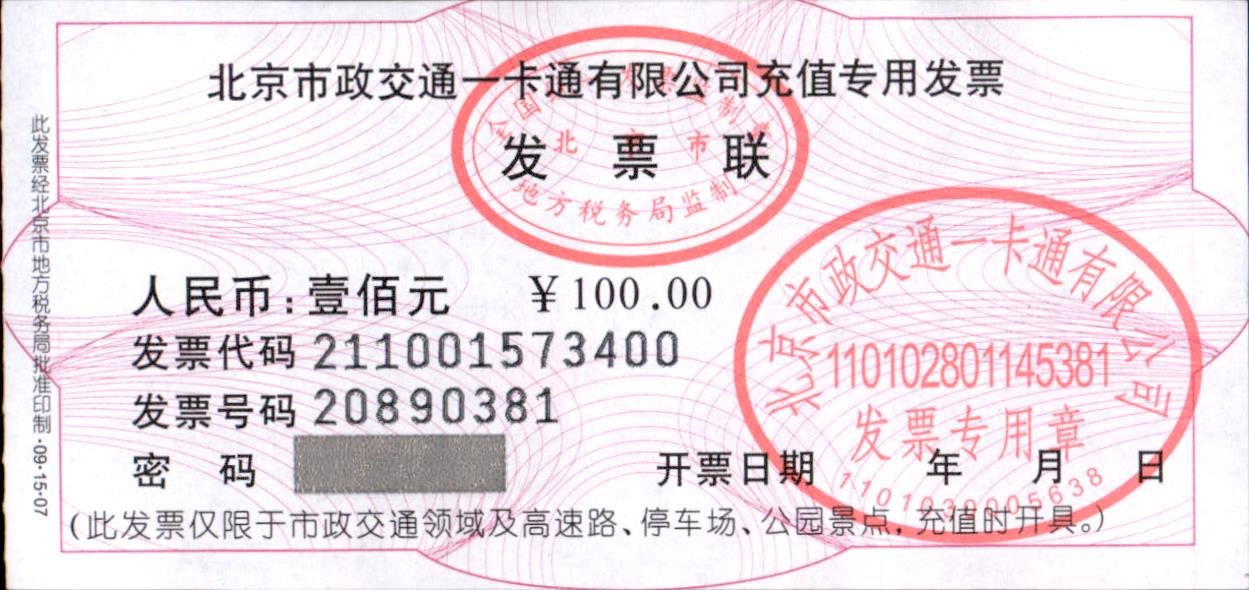 北京市政交通一卡通有限公司充值专用发票
发票联
全国
票监制章
北京市
地方税务局监制
人民币:壹佰元 ¥100.00
发票代码 211001573400
发票号码 20890381
密码
开票日期 年 月 日
(此发票仅限于市政交通领域及高速路、停车场、公园景点,充值时开具。)
北京市政交通一卡通有限公司
110102801145381
发票专用章
1101030005638
此发票经北京市地方税务局批准印制·09·15·07